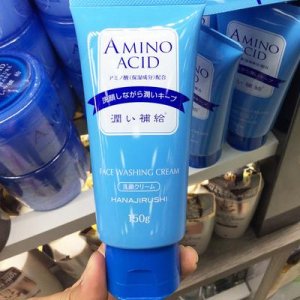 AMINO
ACID
アミノ酸(保湿成分)配合
洗顔しながら潤いキープ
潤い補給
FACE WASHING CREAM
洗顔クリーム
HANAJIRUSHI
150g
AMINO
ACID